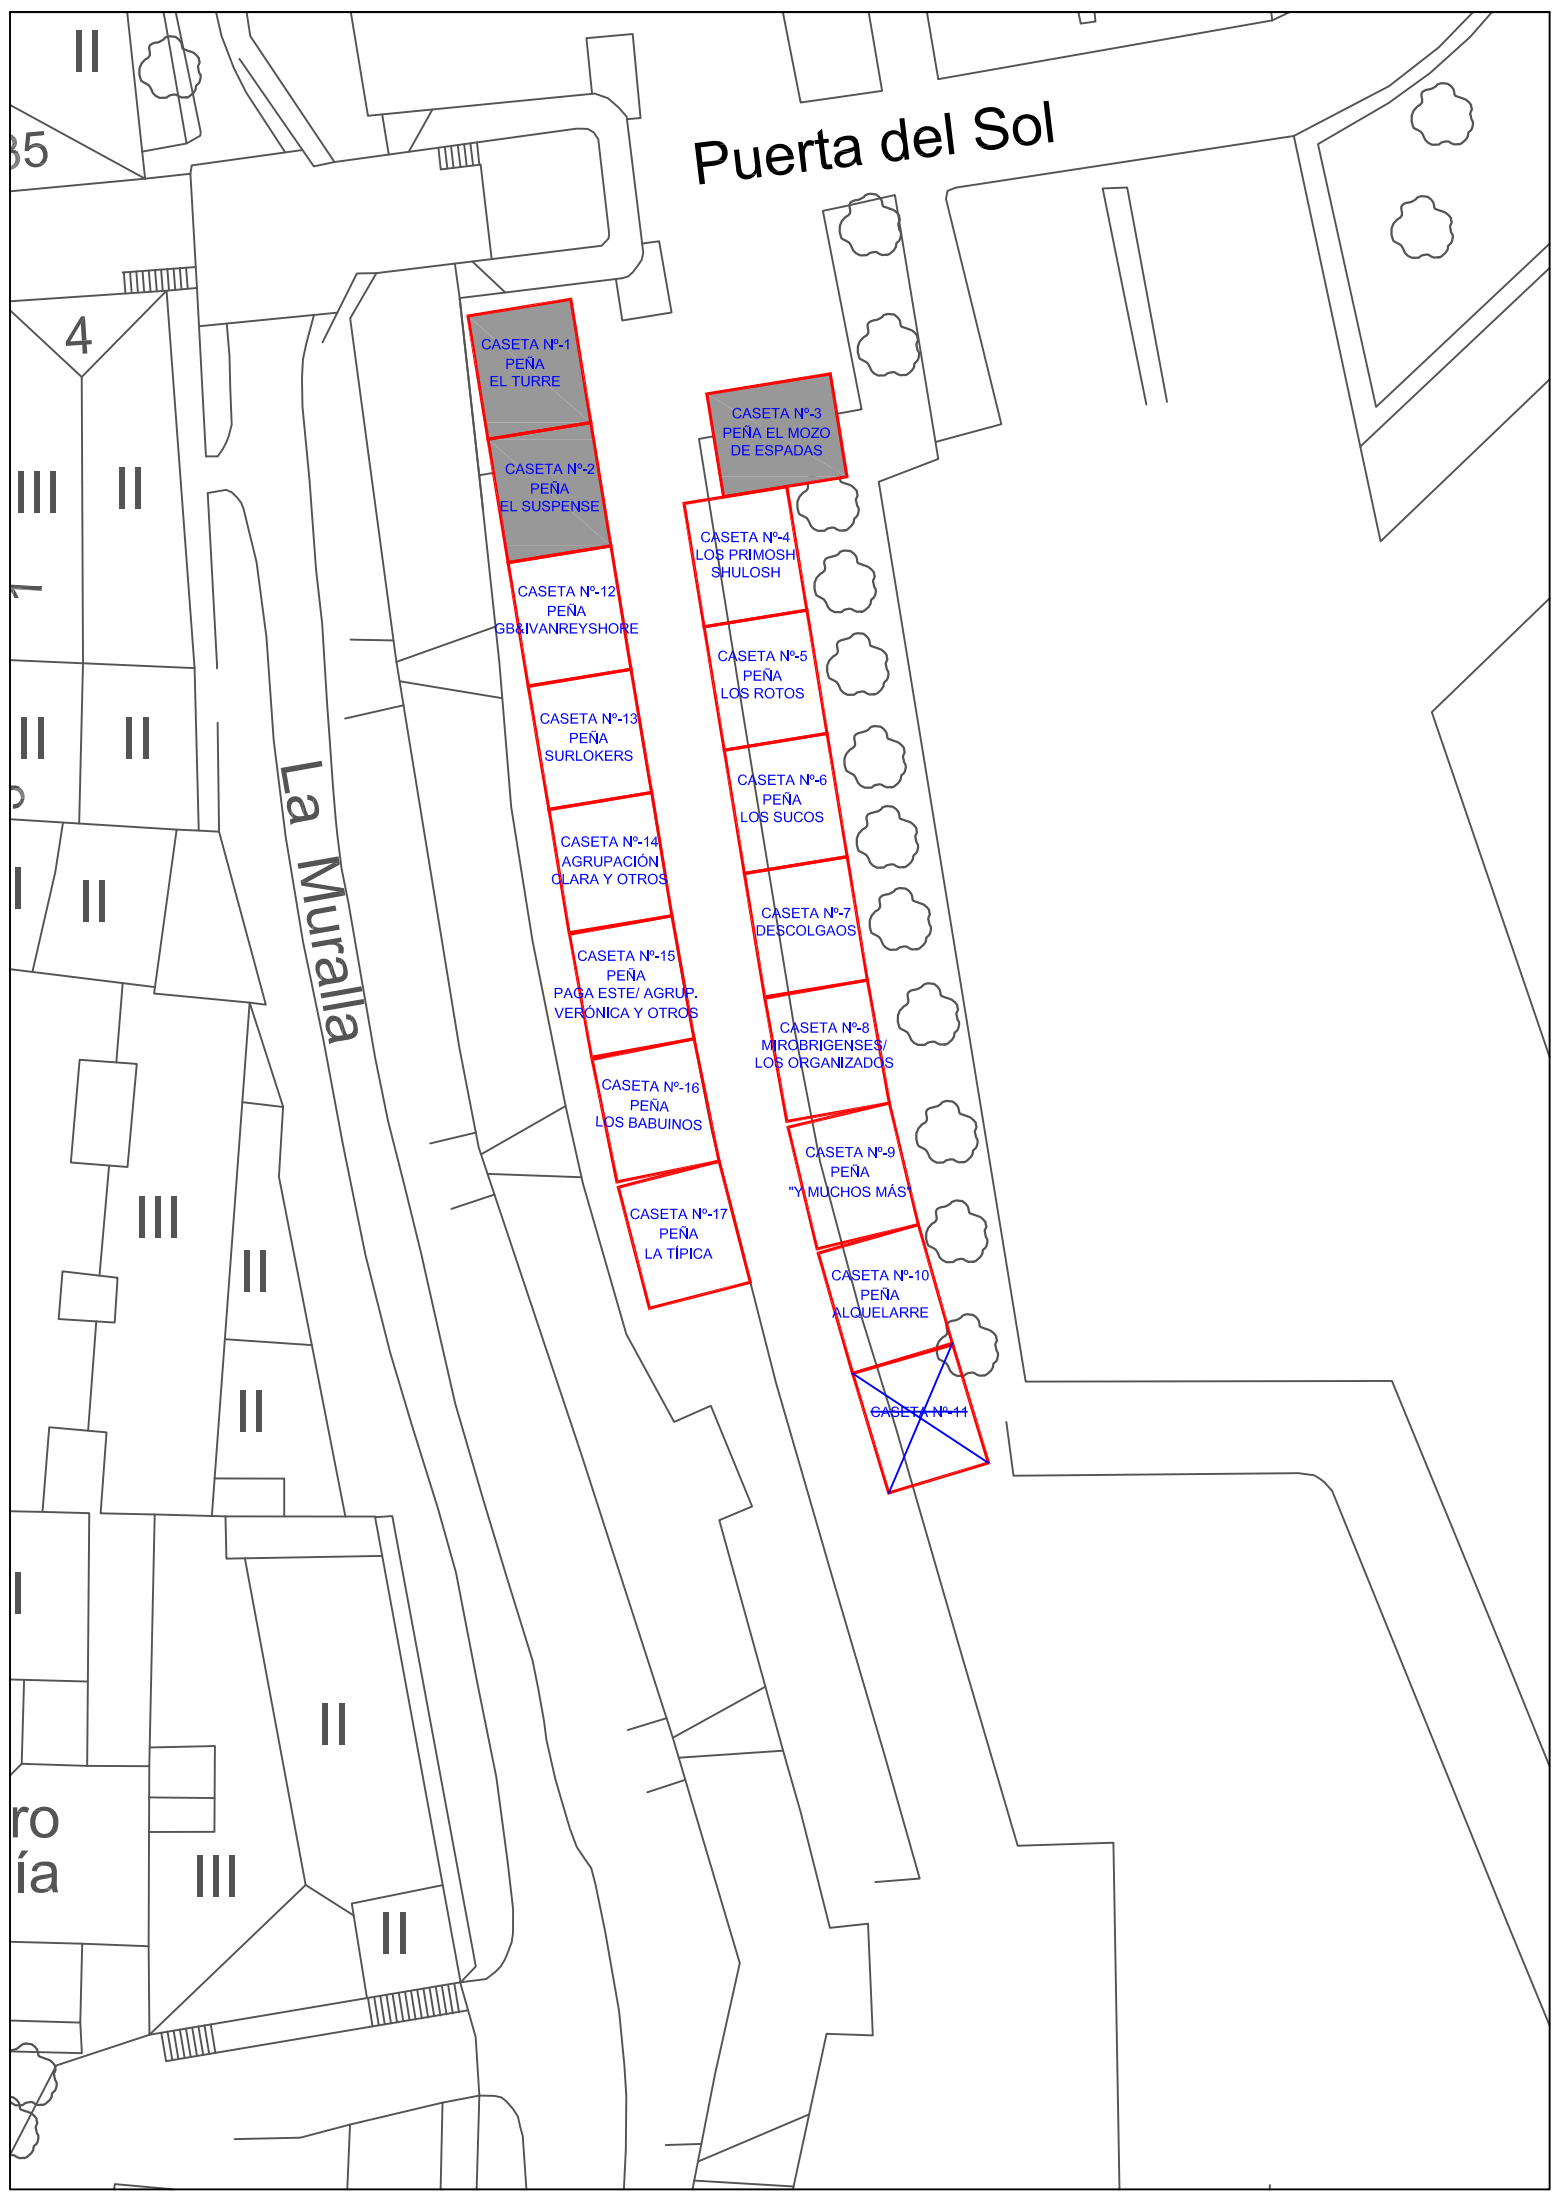 II
Puerta del Sol
35
4
CASETA Nº-1
PEÑA
EL TURRE
CASETA Nº-2
PEÑA
EL SUSPENSE
CASETA Nº-3
PEÑA EL MOZO
DE ESPADAS
CASETA Nº-4
LOS PRIMOSH
SHULOSH
CASETA Nº-12
PEÑA
GB&IVANREYSHORE
CASETA Nº-5
PEÑA
LOS ROTOS
CASETA Nº-13
PEÑA
SURLOKERS
CASETA Nº-6
PEÑA
LOS SUCOS
CASETA Nº-14
AGRUPACIÓN
CLARA Y OTROS
CASETA Nº-7
DESCOLGAOS
CASETA Nº-15
PEÑA
PAGA ESTE/ AGRUP.
VERÓNICA Y OTROS
CASETA Nº-8
MIROBRIGENSES/
LOS ORGANIZADOS
CASETA Nº-16
PEÑA
LOS BABUINOS
CASETA Nº-9
PEÑA
"Y MUCHOS MÁS"
CASETA Nº-17
PEÑA
LA TÍPICA
CASETA Nº-10
PEÑA
ALQUELARRE
CASETA Nº-11
La Muralla
III
II
1
II
II
I
II
III
II
II
I
II
III
II
ro
ía